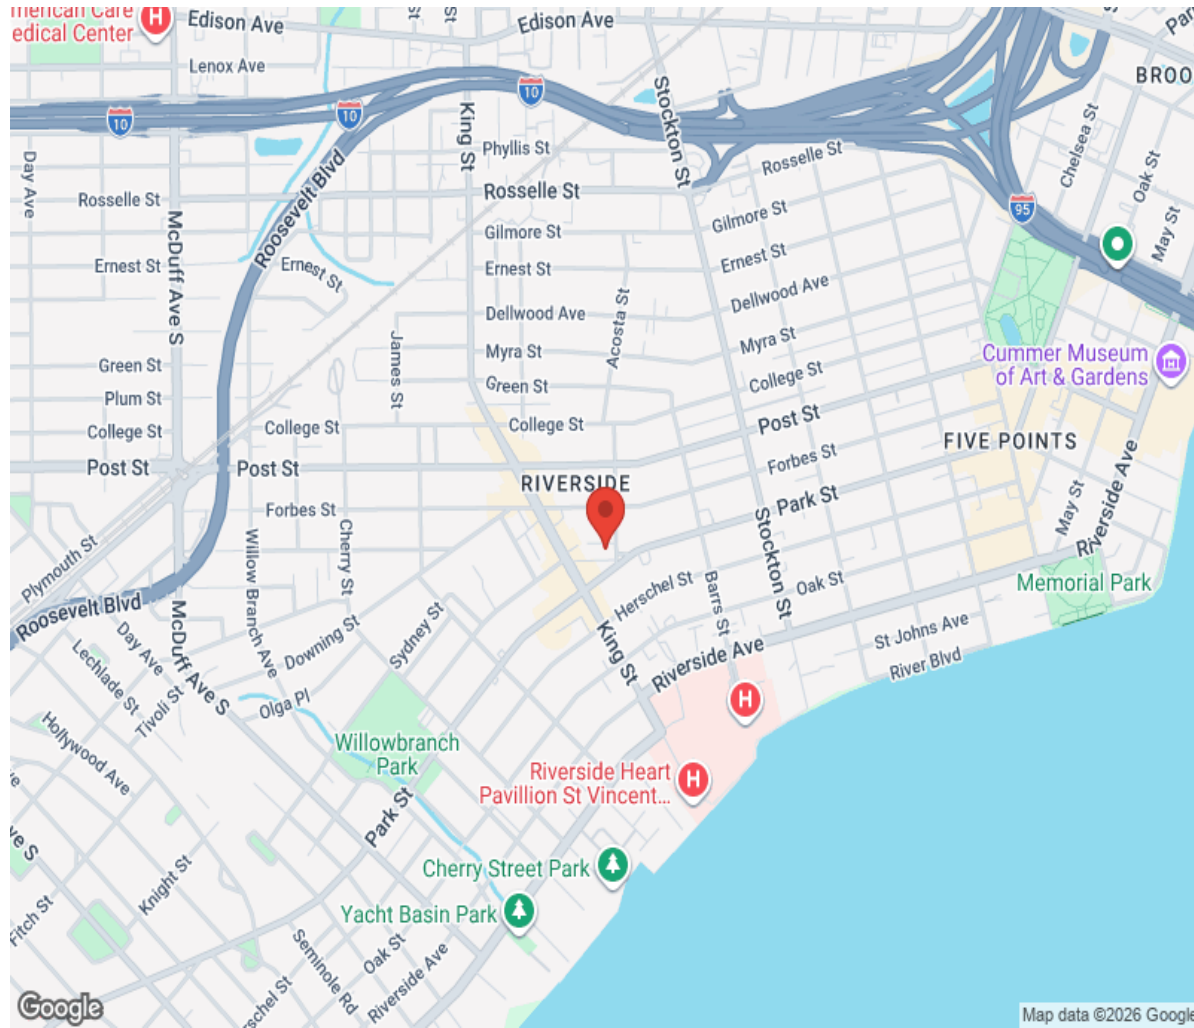 merican Care
edical Center
H
Edison Ave
St
St
Edison Ave
Par
Lenox Ave
BROO
10
10
10
King St
Stockton St
Chelsea St
Oak St
May St
Day Ave
Phyllis St
Rosselle St
Rosselle St
Rosselle St
Roosevelt Blvd
McDuff Ave S
95
Gilmore St
Gilmore St
Ernest St
Ernest St
Ernest St
Ernest St
Dellwood Ave
Dellwood Ave
Acosta St
James St
Myra St
Myra St
Green St
Green St
Plum St
College St
College St
College St
College St
Cummer Museum
of Art & Gardens
Post St
Post St
Post St
FIVE POINTS
Riverside Ave
May St
RIVERSIDE
Forbes St
Forbes St
Park St
Stockton St
Cherry St
Willow Branch Ave
Plymouth St
Roosevelt Blvd
Memorial Park
Herschel St
Barrs St
Oak St
St Johns Ave
River Blvd
Riverside Ave
King St
Sydney St
Downing St
McDuff Ave S
Day Ave
Lechlade St
Tivoli St
Olga Pl
Hollywood Ave
Willowbranch
Park
H
Riverside Heart
Pavillion St Vincent...
H
Park St
Cherry Street Park
Yacht Basin Park
Knight St
Fitch St
ve S
Seminole Rd
Oak St
Riverside Ave
schel St
Google
Map data ©2026 Google